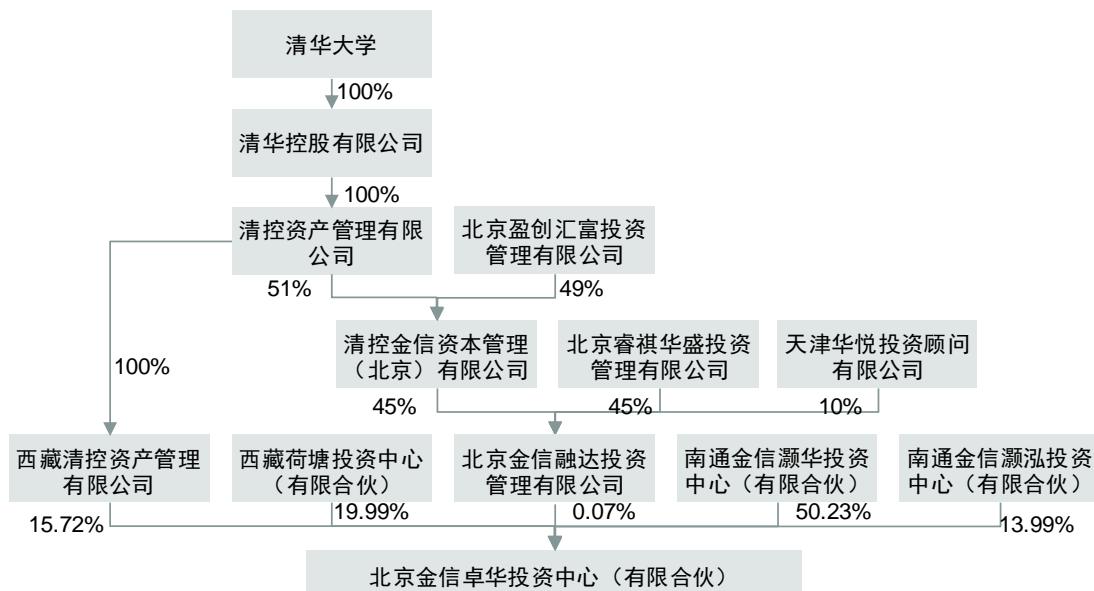 清华大学
100%
清华控股有限公司
100%
清控资产管理有限
公司
北京盈创汇富投资
管理有限公司
51%
49%
100%
清控金信资本管理
（北京）有限公司
北京睿祺华盛投资
管理有限公司
天津华悦投资顾问
有限公司
45%
45%
10%
西藏清控资产管理
有限公司
西藏荷塘投资中心
（有限合伙）
北京金信融达投资
管理有限公司
南通金信灏华投资
中心（有限合伙）
南通金信灏泓投资
中心（有限合伙）
15.72%
19.99%
0.07%
50.23%
13.99%
北京金信卓华投资中心（有限合伙）